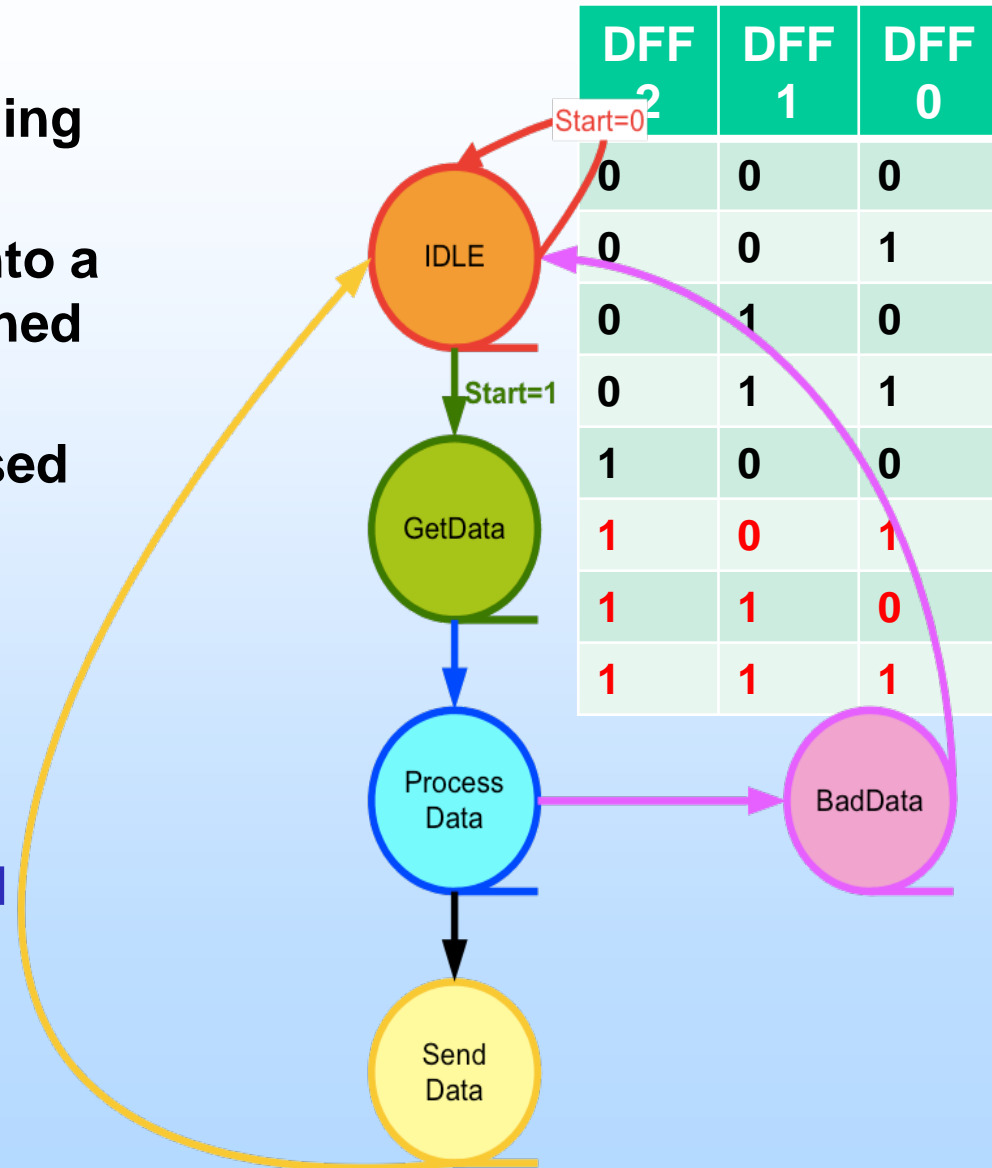 ing
nto a
ned
sed
DFF 2 DFF 1 DFF 0
0 0 0
0 0 1
0 1 0
0 1 1
1 0 0
1 0 1
1 1 0
1 1 1
Start=0
IDLE
Start=1
GetData
Process
Data
BadData
Send
Data